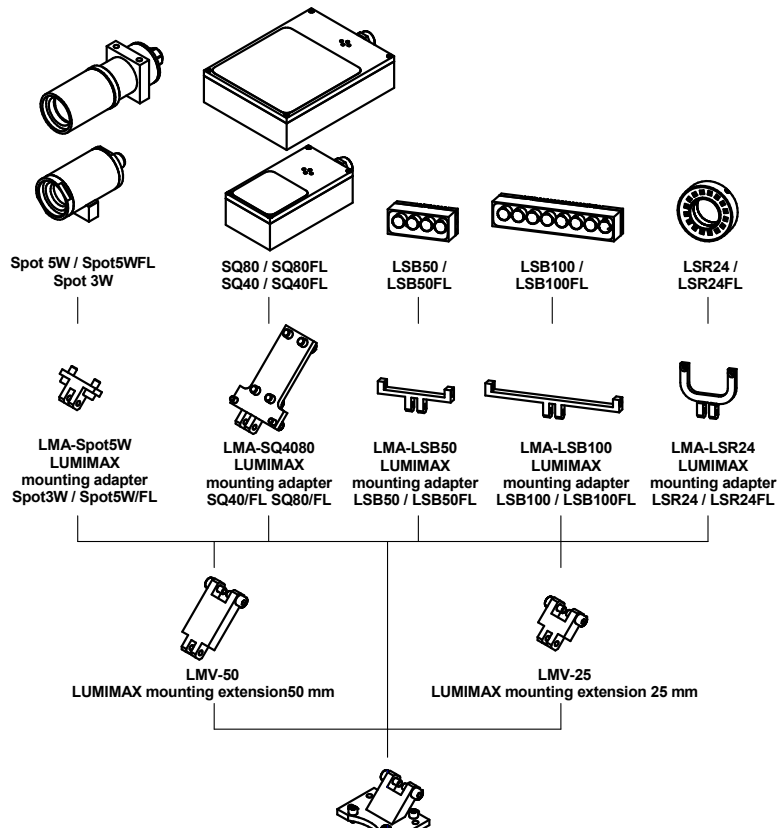 Spot 5W / Spot5WFL
Spot 3W
SQ80 / SQ80FL
SQ40 / SQ40FL
LSB50 /
LSB50FL
LSB100 /
LSB100FL
LSR24 /
LSR24FL
LMA-Spot5W
LUMIMAX
mounting adapter
Spot3W / Spot5W/FL
LMA-SQ4080
LUMIMAX
mounting adapter
SQ40/FL SQ80/FL
LMA-LSB50
LUMIMAX
mounting adapter
LSB50 / LSB50FL
LMA-LSB100
LUMIMAX
mounting adapter
LSB100 / LSB100FL
LMA-LSR24
LUMIMAX
mounting adapter
LSR24 / LSR24FL
LMV-50
LUMIMAX mounting extension50 mm
LMV-25
LUMIMAX mounting extension 25 mm